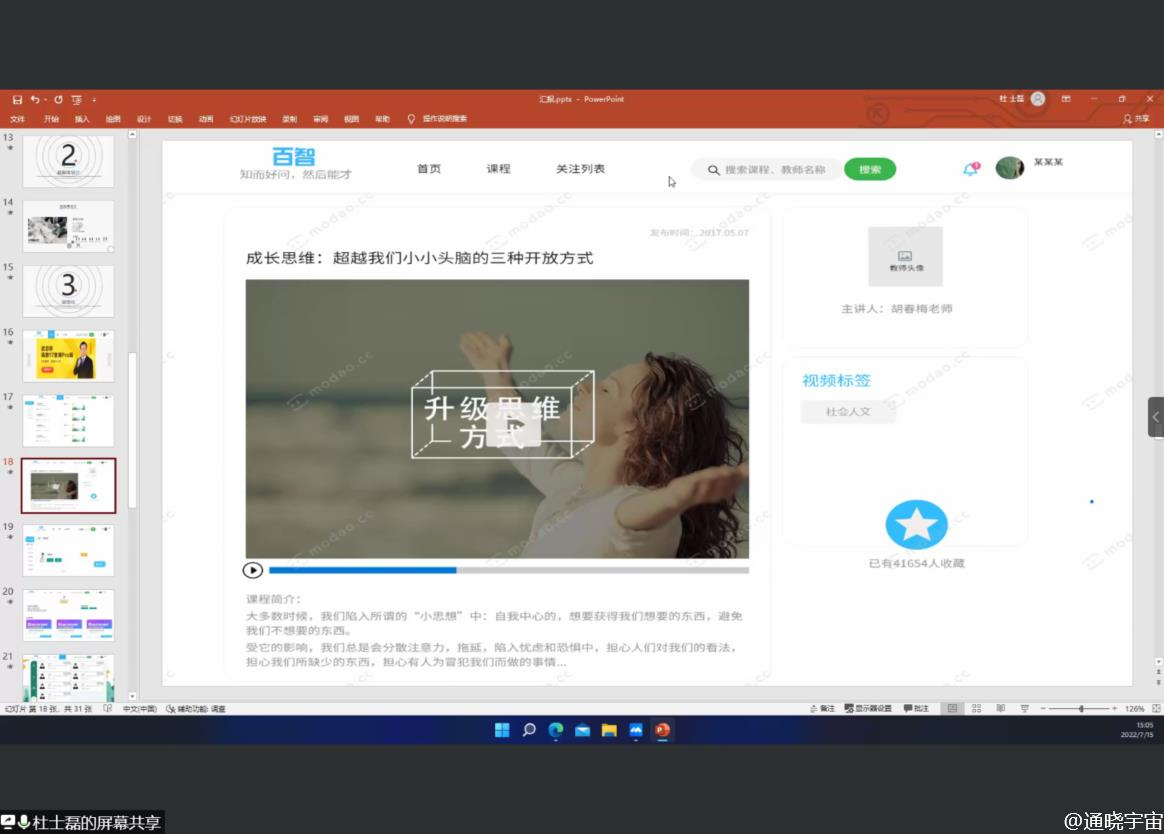 汇报.pptx - PowerPoint
杜士磊
文件 开始 插入 绘图 设计 切换 动画 幻灯片放映 录制 审阅 视图 帮助 操作说明搜索
共享
13
2
14
15
3
16
17
18
19
20
21
百智
知而好问，然后能才
首页 课程 关注列表
搜索课程、教师名称
搜索
某某某
发布时间：2017.05.07
成长思维：超越我们小小头脑的三种开放方式
升级思维
方式
教师头像
主讲人：胡春梅老师
视频标签
社会人文
已有41654人收藏
课程简介：
大多数时候，我们陷入所谓的“小思想”中：自我中心的，想要获得我们想要的东西，避免
我们不想要的东西。
受它的影响，我们总是会分散注意力，拖延，陷入忧虑和恐惧中，担心人们对我们的看法，
担心我们所缺少的东西，担心有人为冒犯我们而做的事情...
modao.cc
幻灯片 第 18 张，共 31 张 中文(中国) 辅助功能: 调查
备注 显示器设置 批注
126%
15:05
2022/7/15
杜士磊的屏幕共享
@通晓宇宙